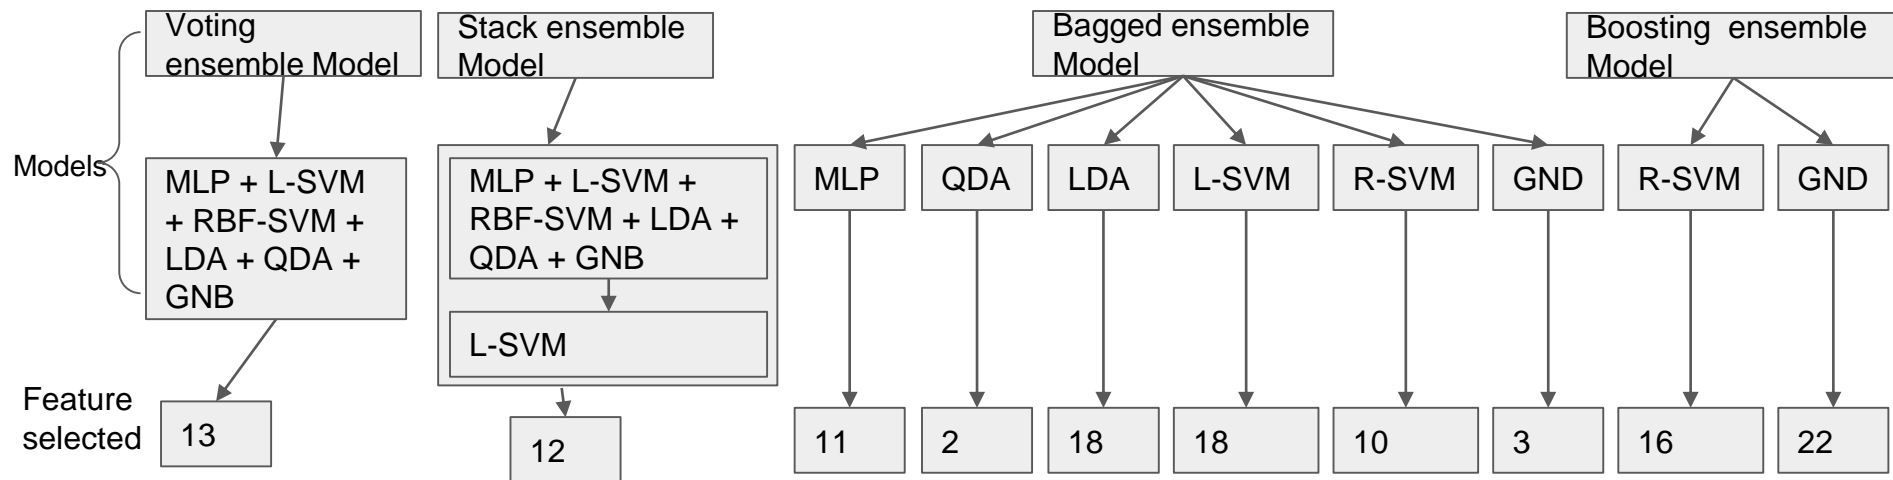 Voting
ensemble Model
Stack ensemble
Model
Bagged ensemble
Model
Boosting  ensemble
Model
Models
MLP + L-SVM
+ RBF-SVM +
LDA + QDA +
GNB
MLP + L-SVM +
RBF-SVM + LDA +
QDA + GNB
L-SVM
MLP
QDA
LDA
L-SVM
R-SVM
GND
R-SVM
GND
Feature
selected
13
12
11
2
18
18
10
3
16
22